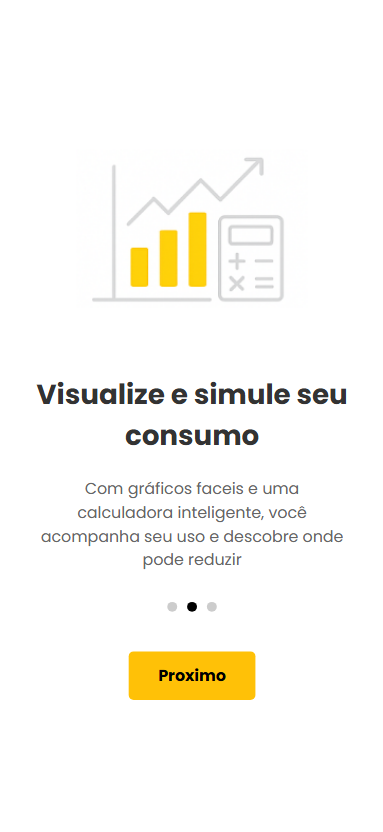 Visualize e simule seu
consumo
Com gráficos faceis e uma
calculadora inteligente, você
acompanha seu uso e descobre onde
pode reduzir
Proximo